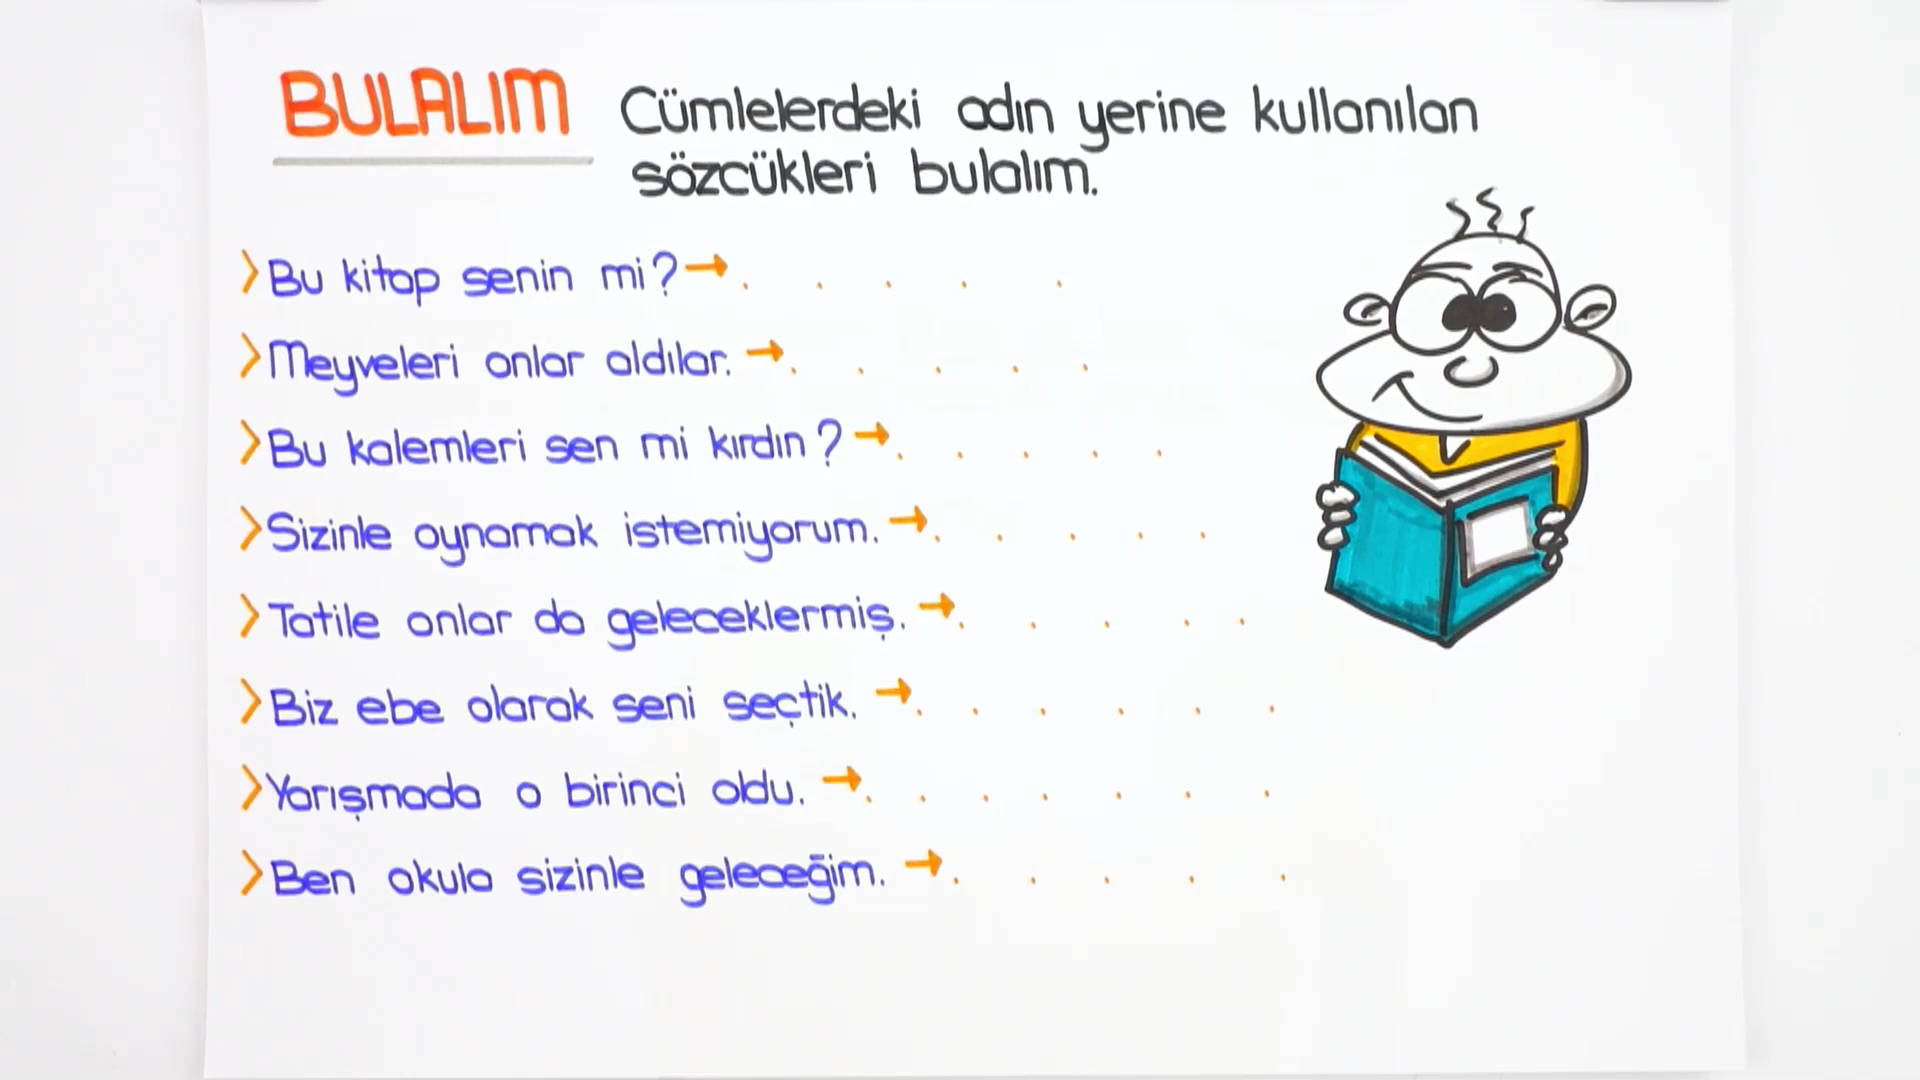 BULALIM Cümlelerdeki adın yerine kullanılan
sözcükleri bulalım.
Bu kitap senin mi? → . . . . .
Meyveleri onlar aldılar. → . . . . .
Bu kalemleri sen mi kırdın? → . . . . .
Sizinle oynamak istemiyorum. → . . . . .
Tatile onlar da geleceklermiş. → . . . . .
Biz ebe olarak seni seçtik. → . . . . . .
Yarışmada o birinci oldu. → . . . . . . .
Ben okula sizinle geleceğim. → . . . . .